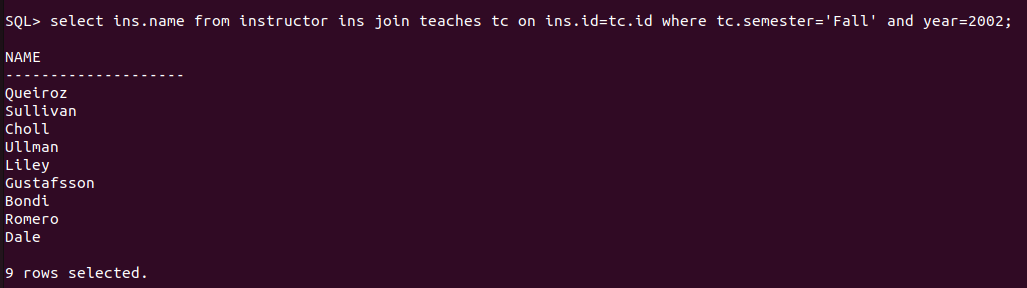 SQL> select ins.name from instructor ins join teaches tc on ins.id=tc.id where tc.semester='Fall' and year=2002;
NAME
--------------------
Queiroz
Sullivan
Choll
Ullman
Liley
Gustafsson
Bondi
Romero
Dale
9 rows selected.